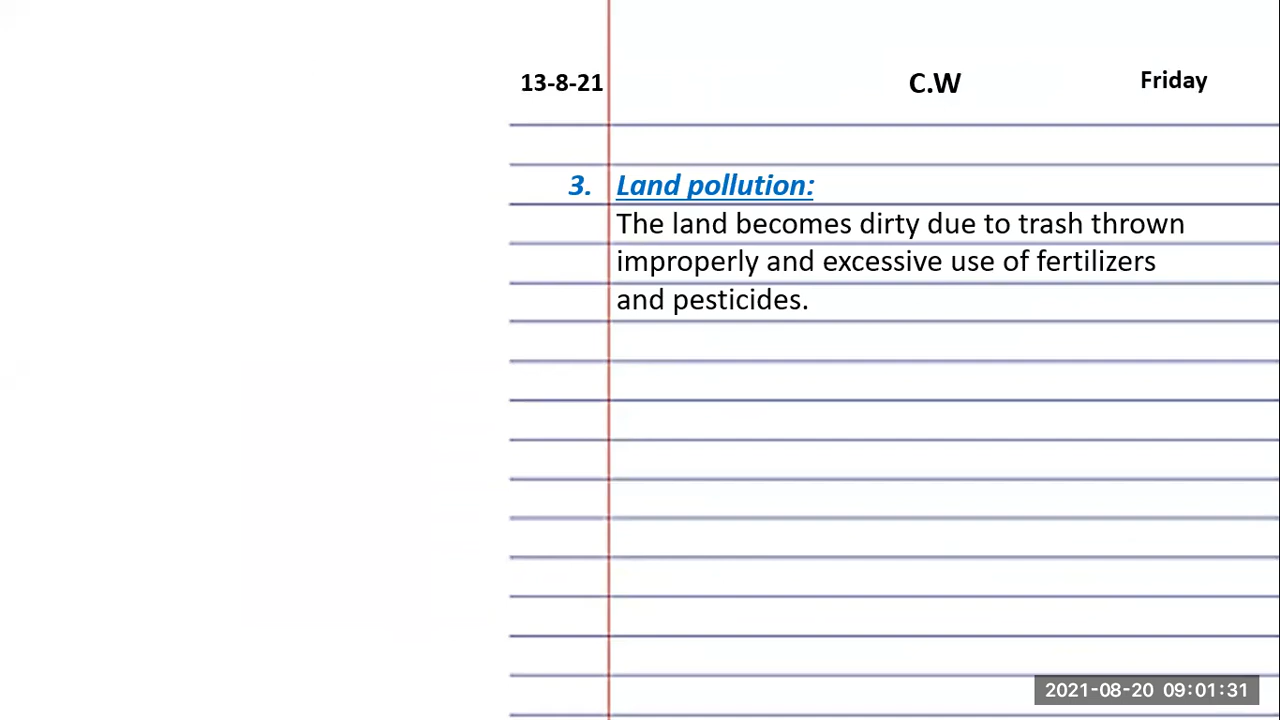 13-8-21 C.W Friday
3. Land pollution:
The land becomes dirty due to trash thrown
improperly and excessive use of fertilizers
and pesticides.
2021-08-20 09:01:31